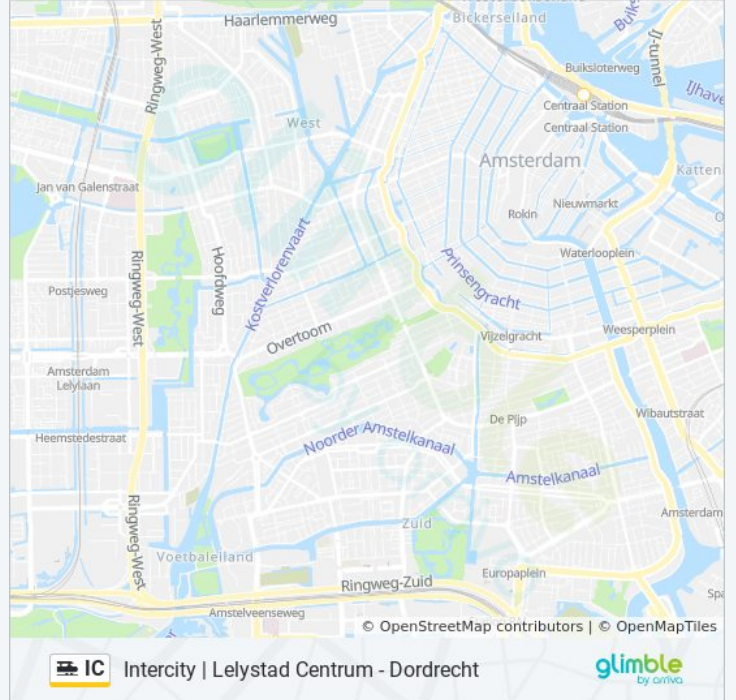 Haarlemmerweg
Bickerseiland
Buiks
IJ-tunnel
Ringweg-West
Buiksloterweg
IJhave
Centraal Station
Centraal Station
West
Amsterdam
Katten
Jan van Galenstraat
Nieuwmarkt
Rokin
O
Kostverlorenvaart
Hoofdweg
Ringweg-West
Waterlooplein
Prinsengracht
Postjesweg
Overtoom
Vijzelgracht
Weesperplein
Amsterdam
Lelylaan
De Pijp
Wibautstraat
Heemstedestraat
Noorder Amstelkanaal
Amstelkanaal
Ringweg-West
Amsterdam
Zuid
Voetbaleiland
Europaplein
Ringweg-Zuid
Spa
Amstelveenseweg
© OpenStreetMap contributors | © OpenMapTiles
IC Intercity | Lelystad Centrum - Dordrecht
glimble
by arriva